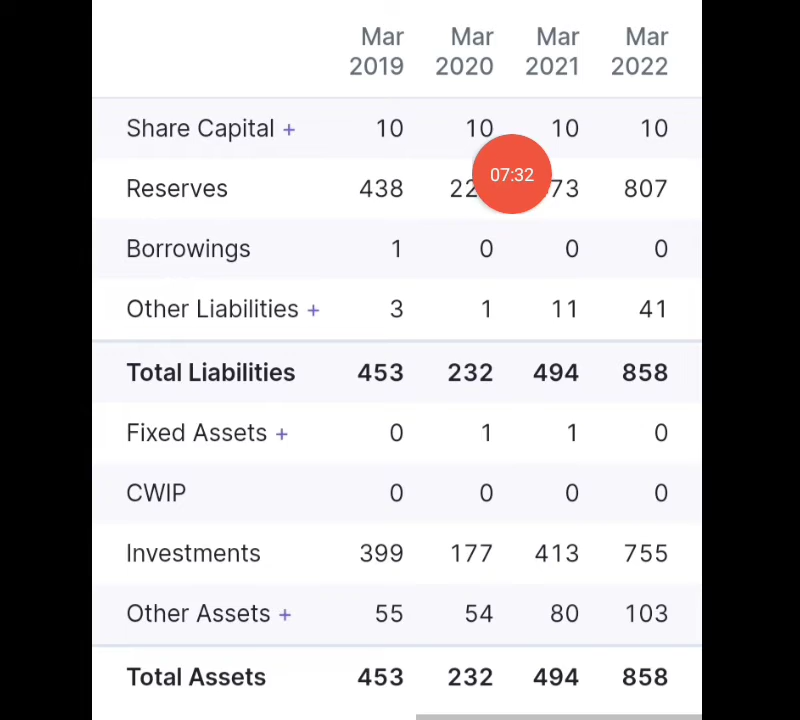 Mar Mar Mar Mar
2019 2020 2021 2022
Share Capital + 10 10 10 10
Reserves 438 807
07:32
Borrowings 1 0 0 0
Other Liabilities + 3 1 11 41
Total Liabilities 453 232 494 858
Fixed Assets + 0 1 1 0
CWIP 0 0 0 0
Investments 399 177 413 755
Other Assets + 55 54 80 103
Total Assets 453 232 494 858